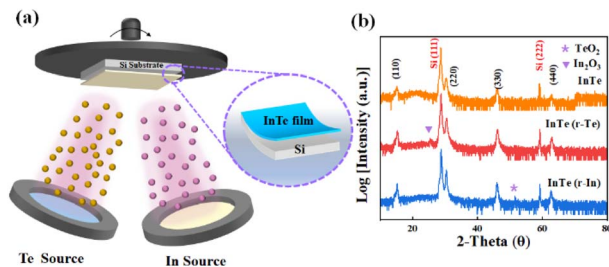 (a)
Si Substrate
InTe film
Si
Te Source
In Source
(b)
Log [Intensity (a.u.)]
(110)
Si (111)
(220)
(330)
Si (222)
(440)
TeO₂
In₂O₃
InTe
InTe (r-Te)
InTe (r-In)
20
40
60
80
2-Theta (θ)